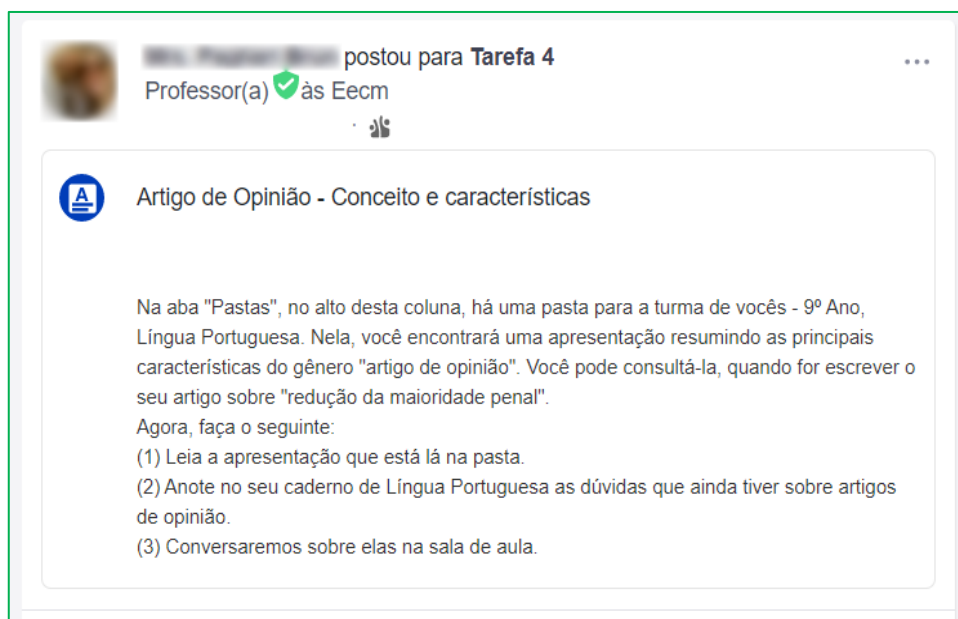 postou para Tarefa 4
Professor(a) às Eecm
Artigo de Opinião - Conceito e características
Na aba "Pastas", no alto desta coluna, há uma pasta para a turma de vocês - 9º Ano,
Língua Portuguesa. Nela, você encontrará uma apresentação resumindo as principais
características do gênero "artigo de opinião". Você pode consultá-la, quando for escrever o
seu artigo sobre "redução da maioridade penal".
Agora, faça o seguinte:
(1) Leia a apresentação que está lá na pasta.
(2) Anote no seu caderno de Língua Portuguesa as dúvidas que ainda tiver sobre artigos
de opinião.
(3) Conversaremos sobre elas na sala de aula.